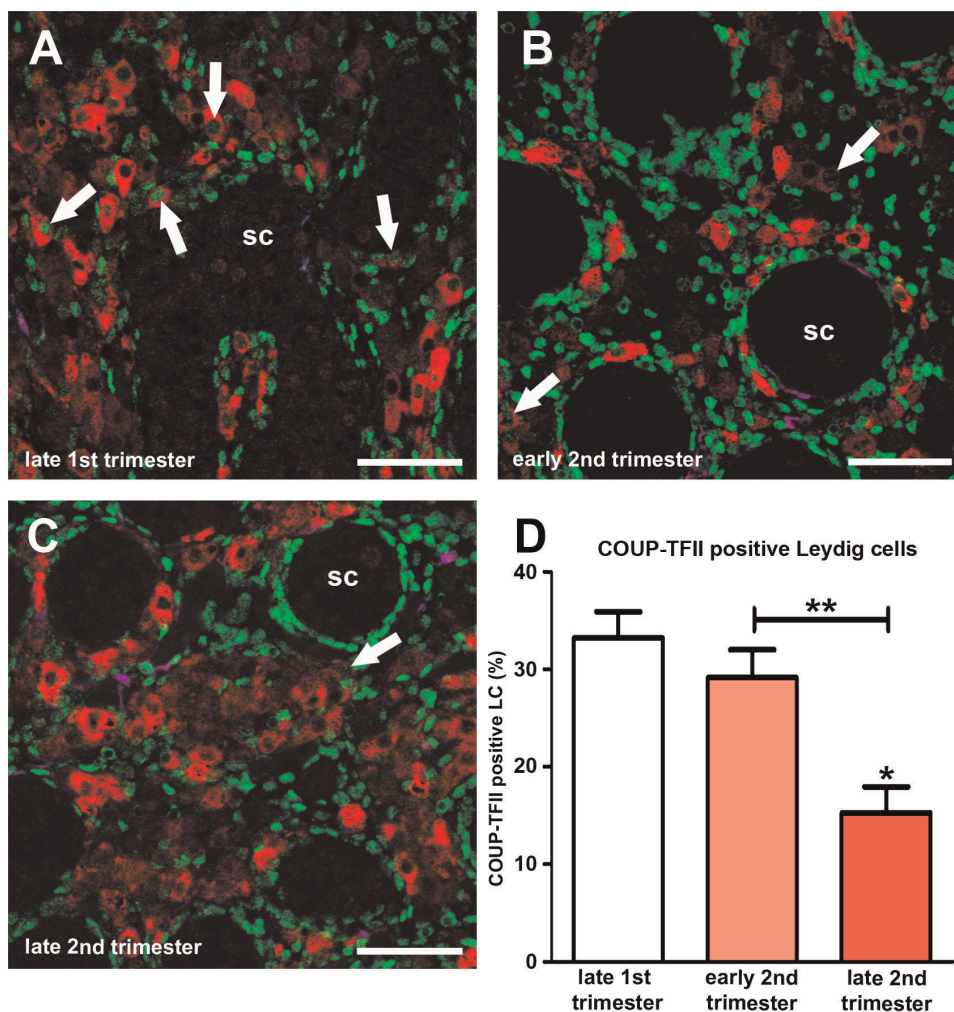 A
sc
late 1st trimester
B
sc
early 2nd trimester
C
sc
late 2nd trimester
D
COUP-TFII positive Leydig cells
COUP-TFII positive LC (%)
40
30
20
10
0
**
*
late 1st
trimester
early 2nd
trimester
late 2nd
trimester